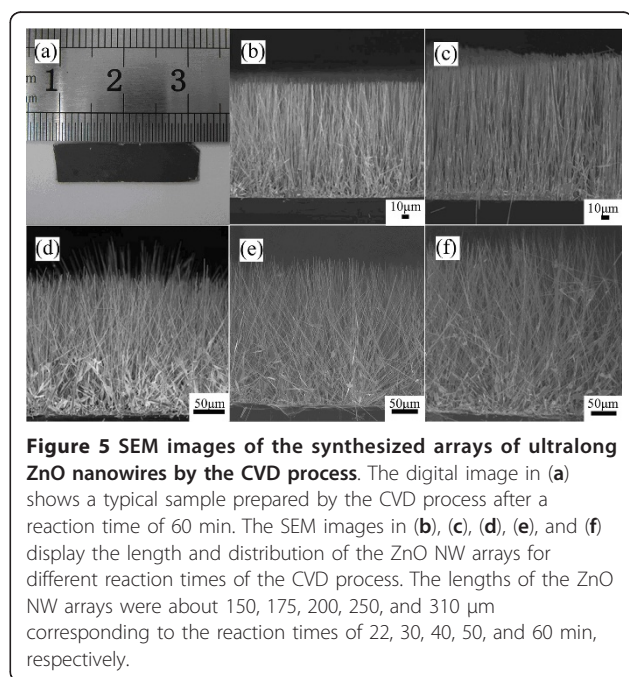 (a)
1 2 3
(b)
10μm
(c)
10μm
(d)
50μm
(e)
50μm
(f)
50μm
Figure 5 SEM images of the synthesized arrays of ultralong
ZnO nanowires by the CVD process. The digital image in (a)
shows a typical sample prepared by the CVD process after a
reaction time of 60 min. The SEM images in (b), (c), (d), (e), and (f)
display the length and distribution of the ZnO NW arrays for
different reaction times of the CVD process. The lengths of the ZnO
NW arrays were about 150, 175, 200, 250, and 310 μm
corresponding to the reaction times of 22, 30, 40, 50, and 60 min,
respectively.